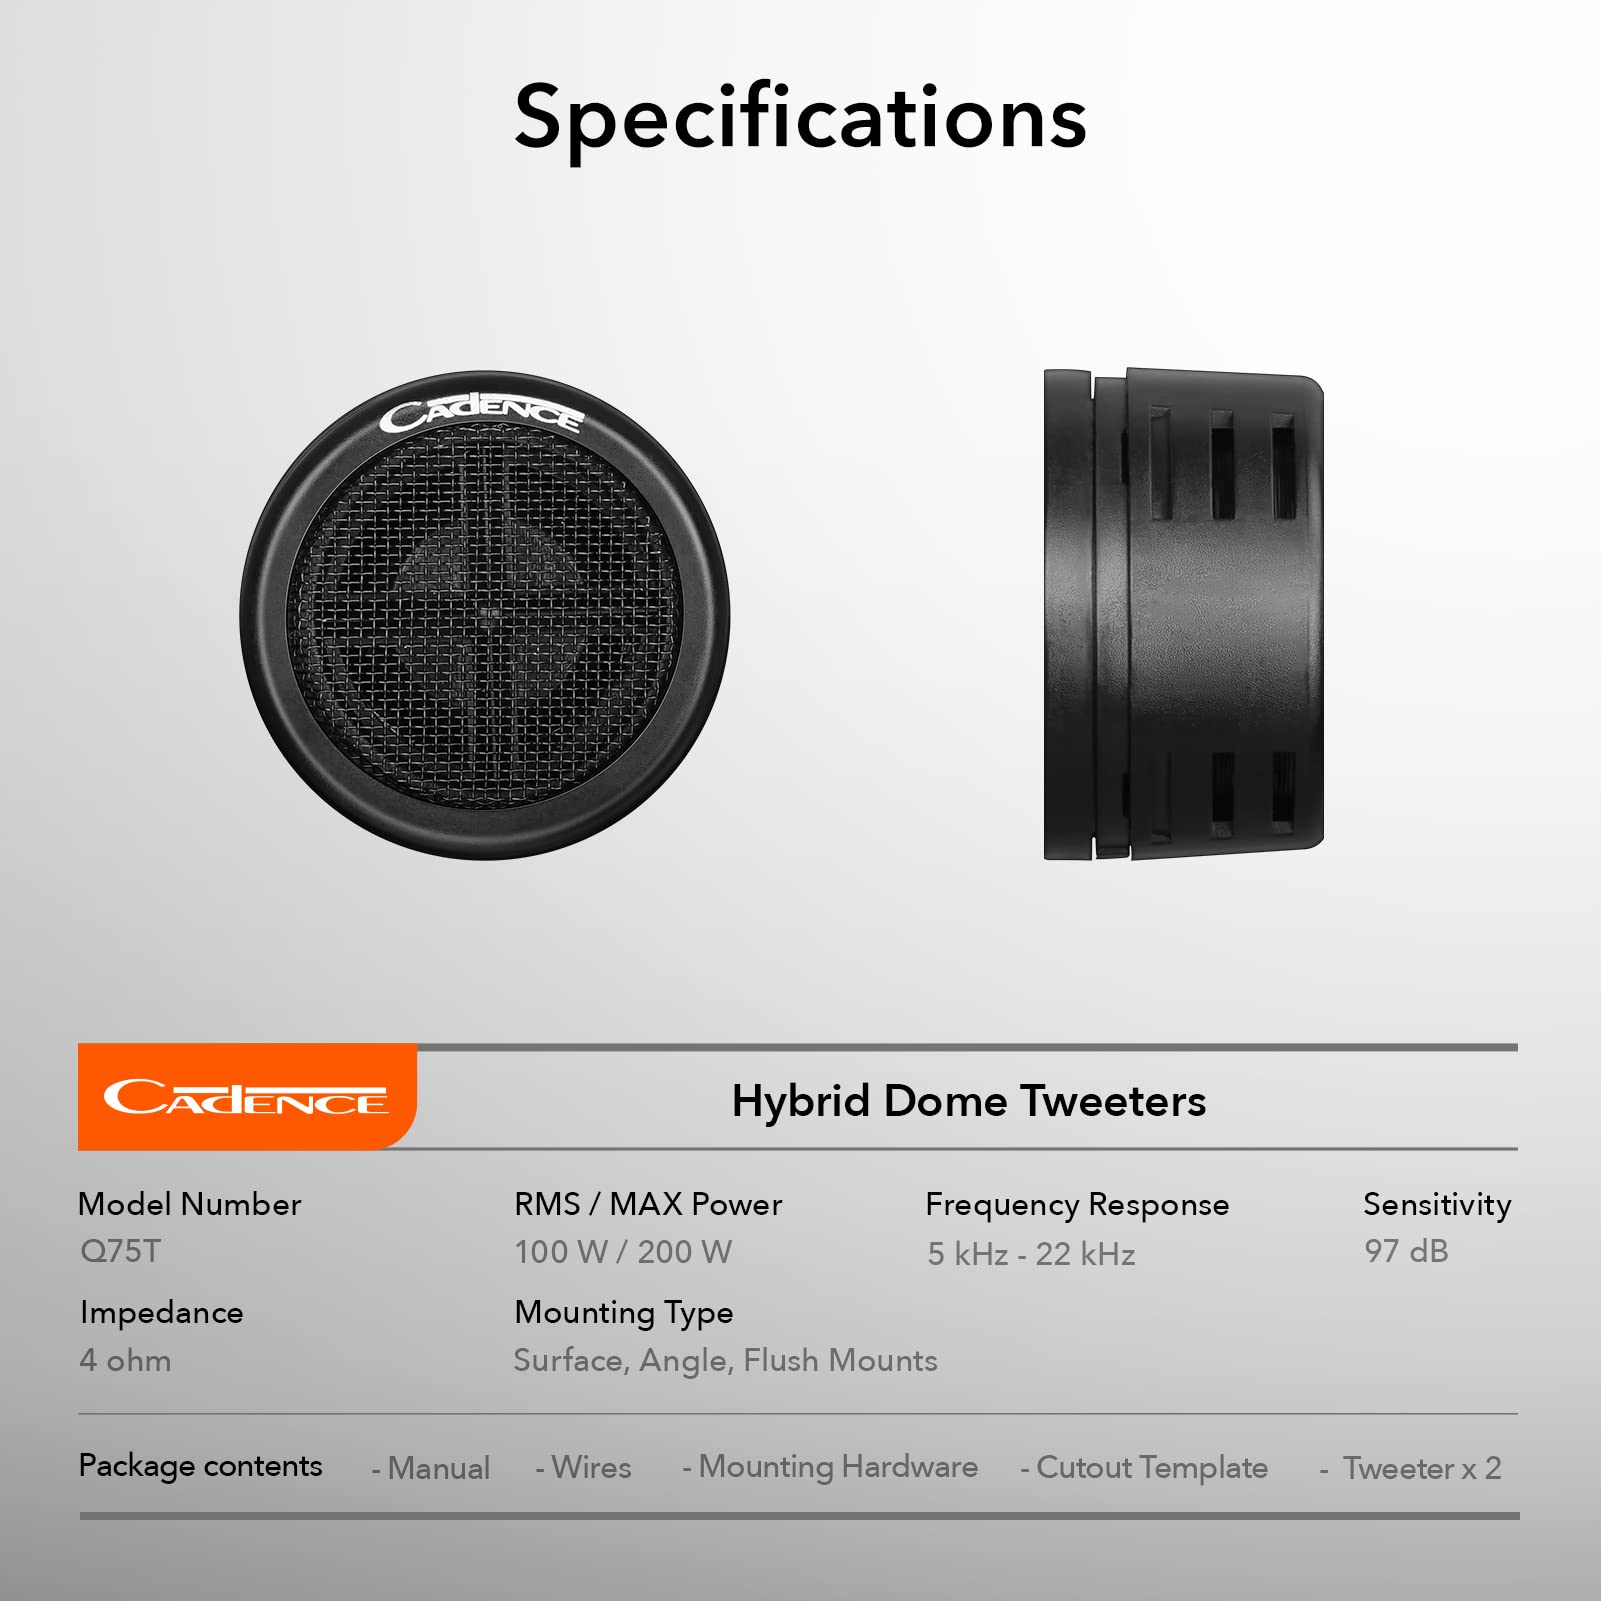 Specifications
CADENCE
CADENCE
Hybrid Dome Tweeters
Model Number
Q75T
RMS / MAX Power
100 W / 200 W
Frequency Response
5 kHz - 22 kHz
Sensitivity
97 dB
Impedance
4 ohm
Mounting Type
Surface, Angle, Flush Mounts
Package contents - Manual - Wires - Mounting Hardware - Cutout Template - Tweeter x 2